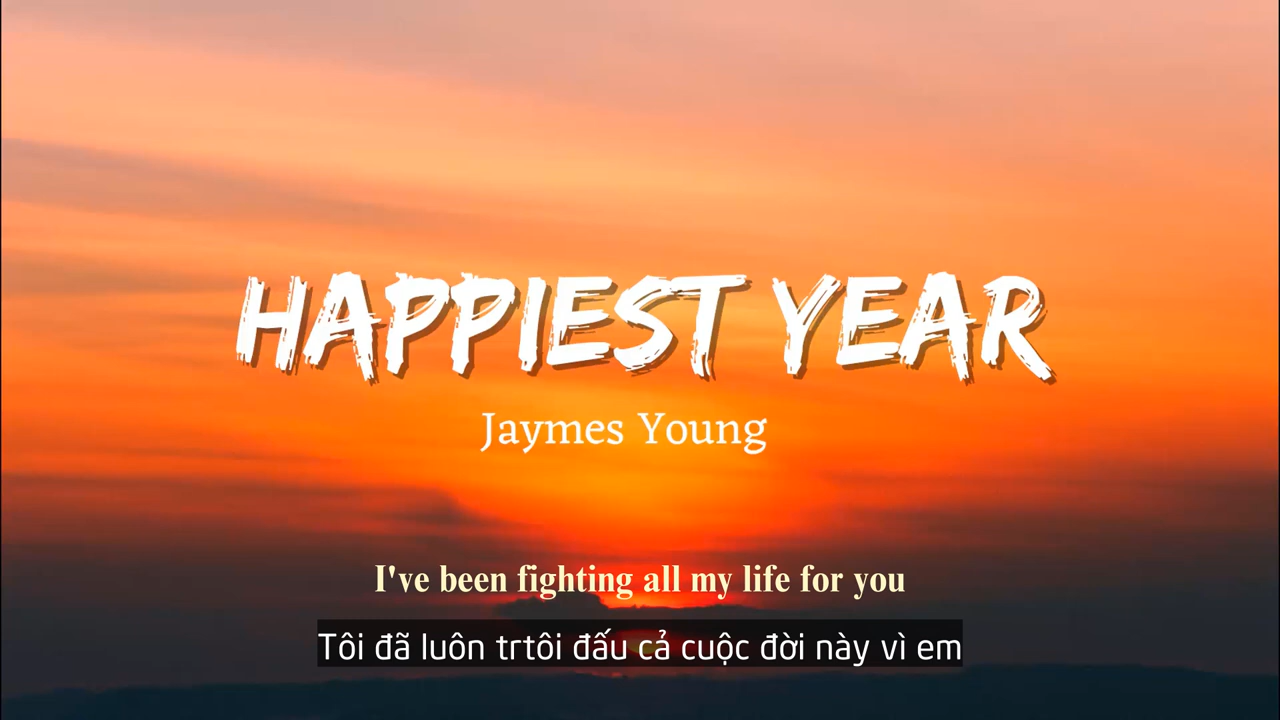 HAPPIEST YEAR
Jaymes Young
I've been fighting all my life for you
Tôi đã luôn trtôi đấu cả cuộc đời này vì em